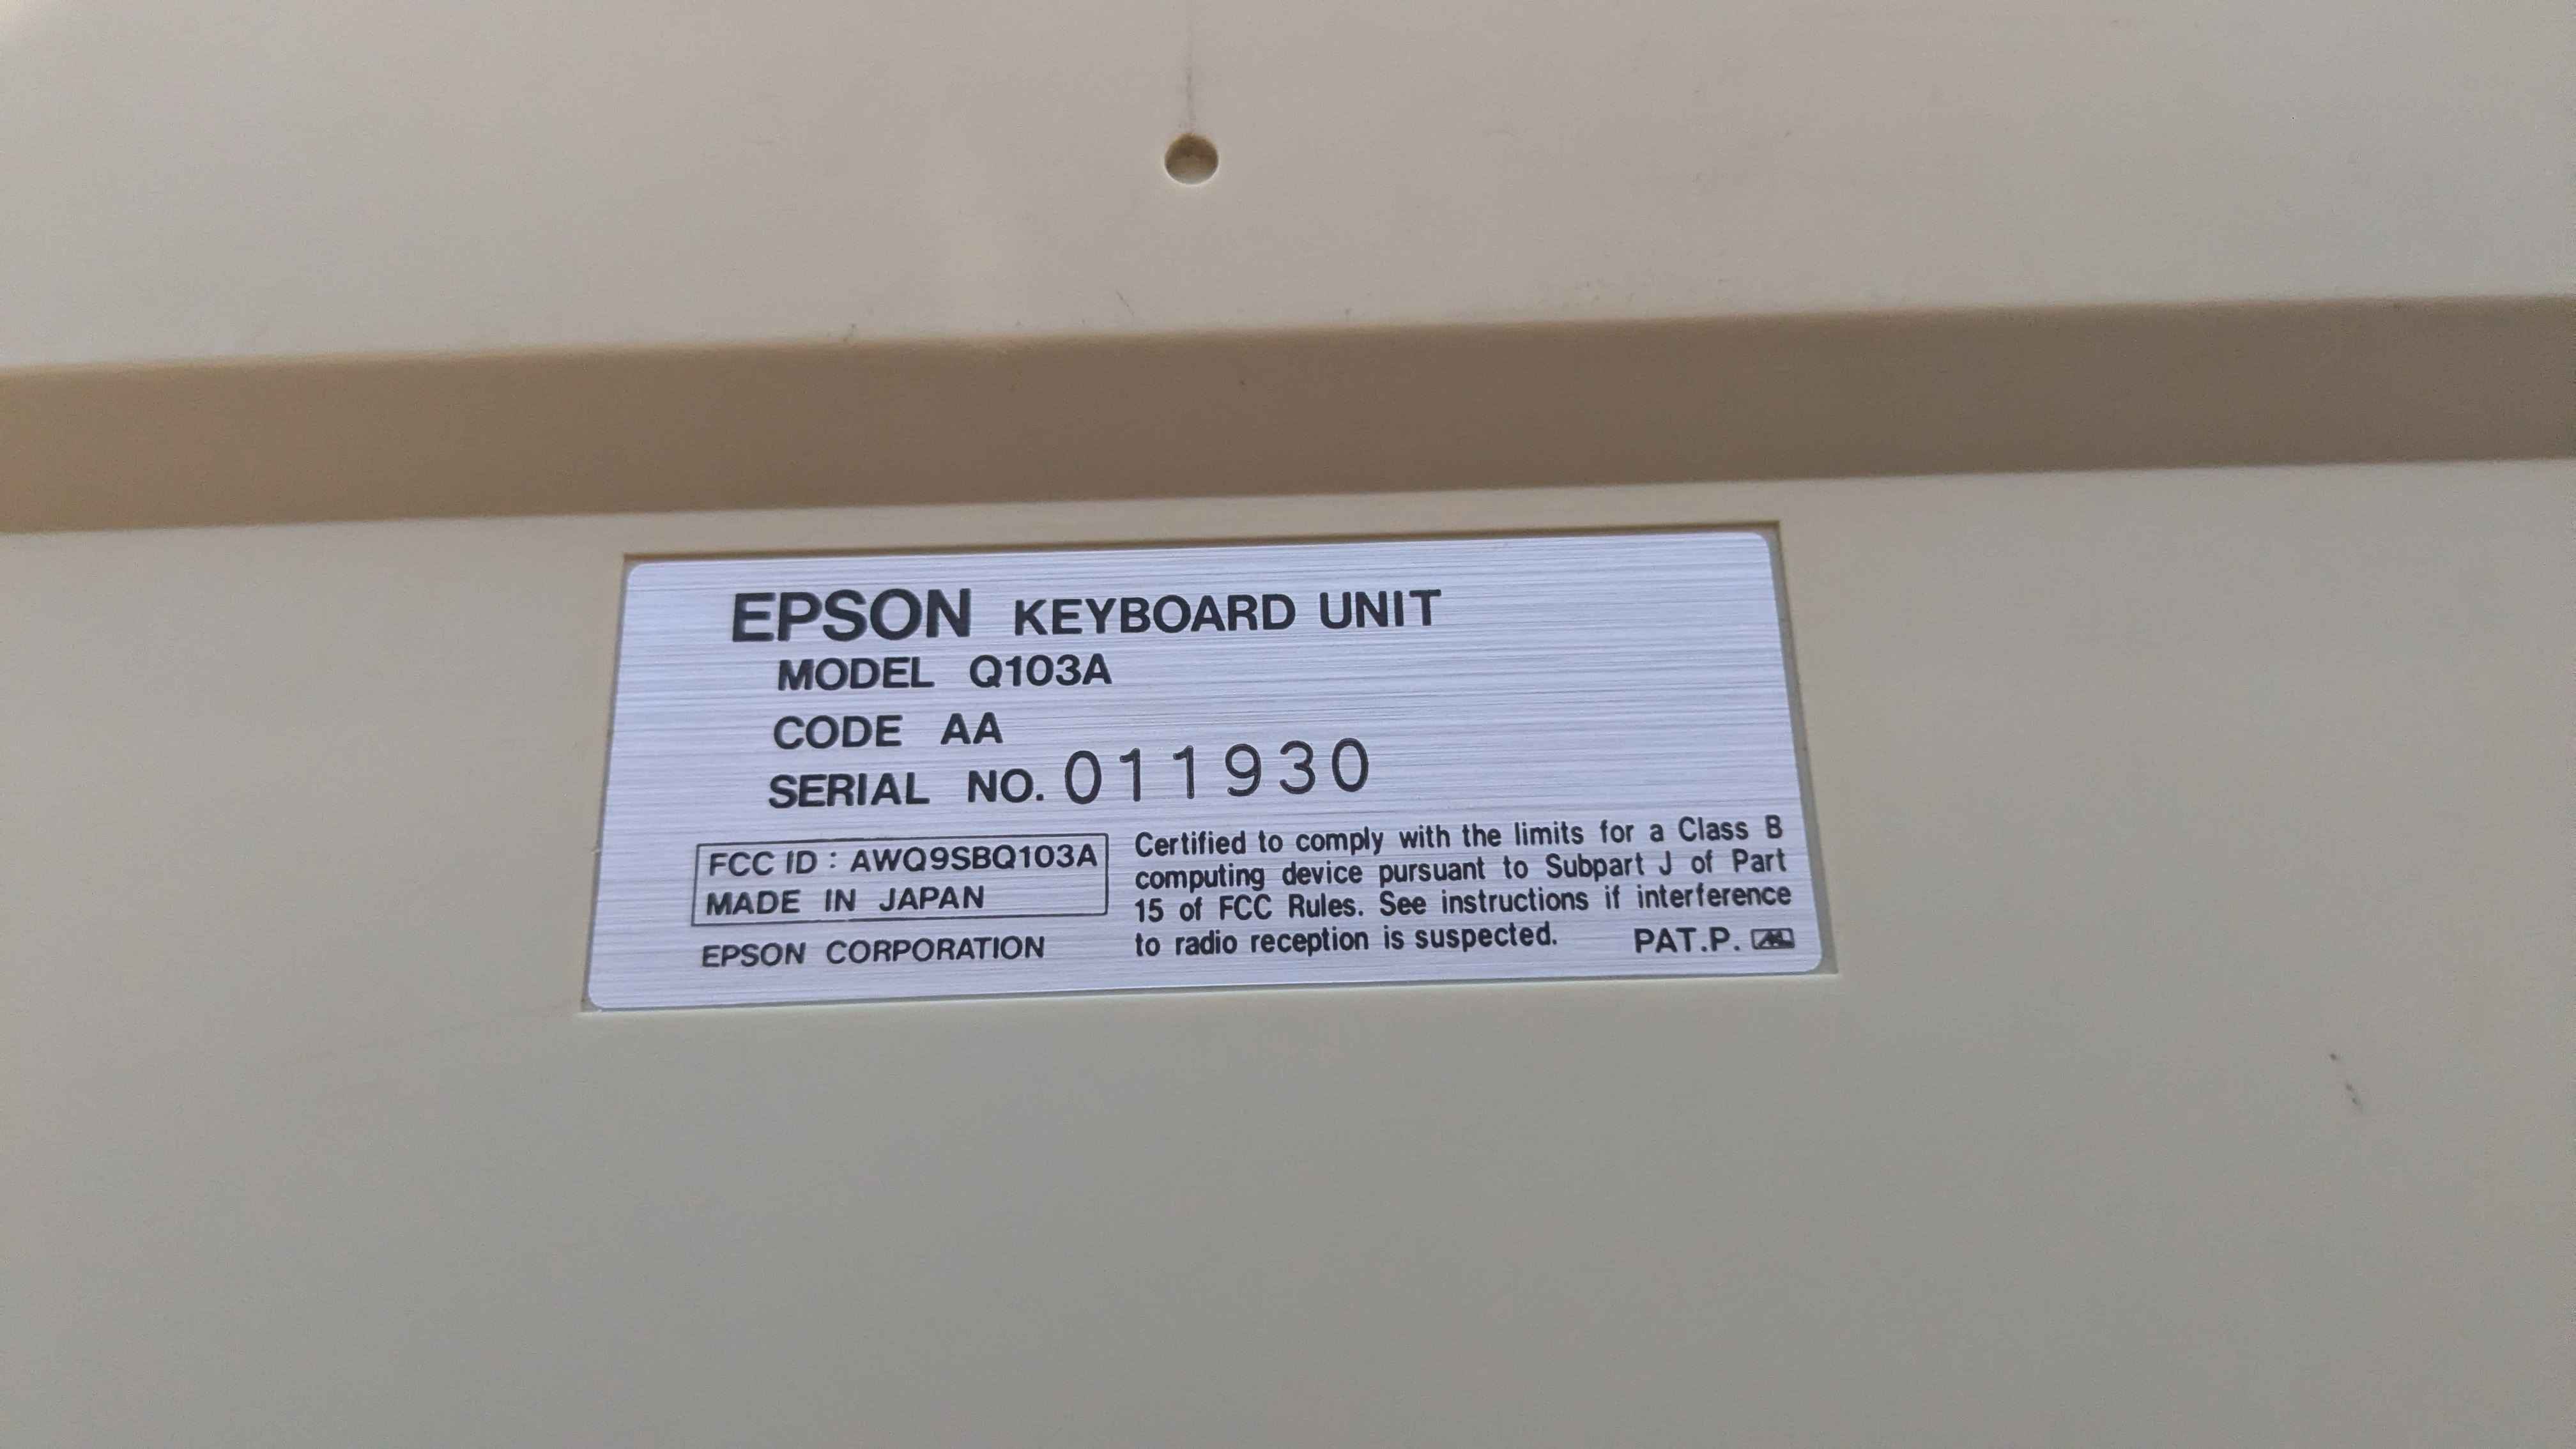 EPSON KEYBOARD UNIT
MODEL Q103A
CODE AA
SERIAL NO. 011930
FCC ID : AWQ9SBQ103A
MADE IN JAPAN
EPSON CORPORATION
Certified to comply with the limits for a Class B
computing device pursuant to Subpart J of Part
15 of FCC Rules. See instructions if interference
to radio reception is suspected.
PAT.P.